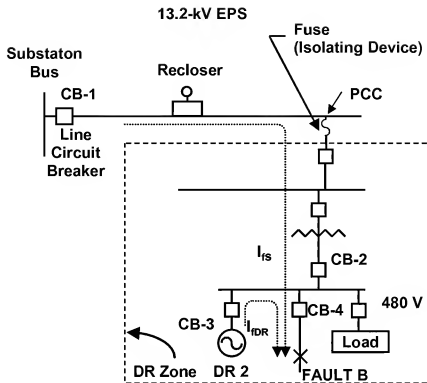 13.2-kV EPS
Substaton
Bus
CB-1
Line
Circuit
Breaker
Recloser
Fuse
(Isolating Device)
PCC
IfS
CB-2
CB-3
IfDR
CB-4
480 V
DR Zone
DR 2
FAULT B
Load